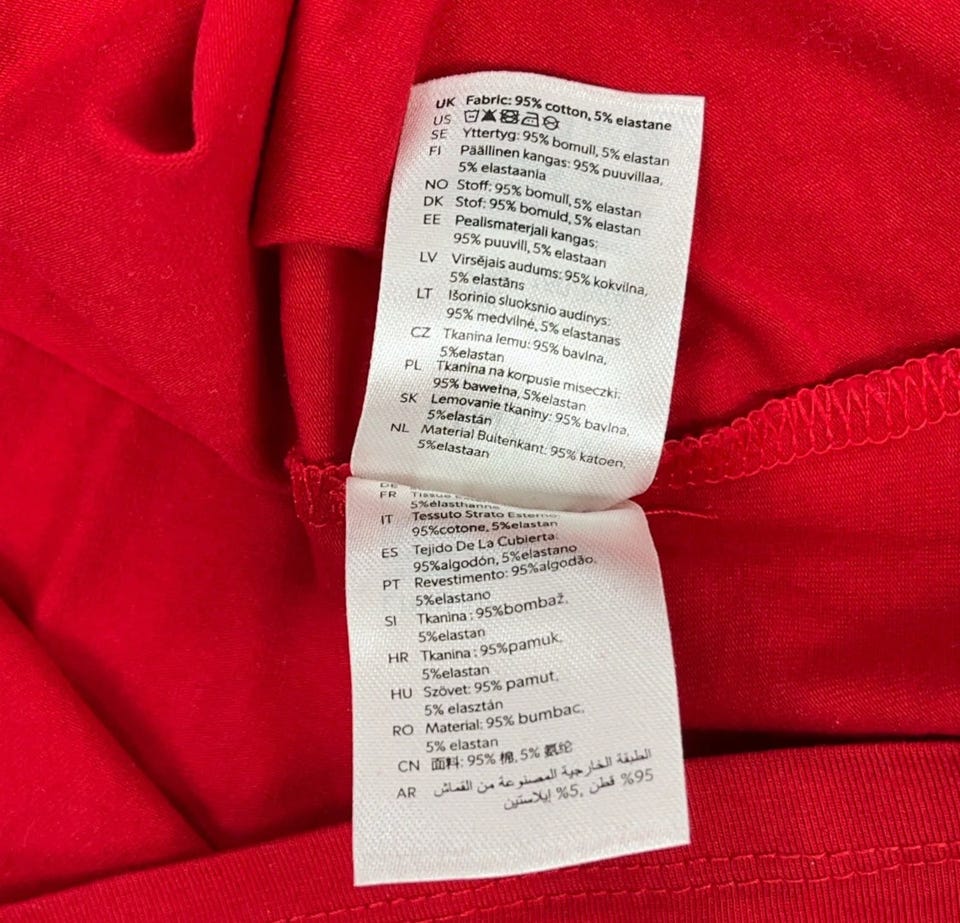 UK Fabric: 95% cotton, 5% elastane
US
SE Yttertyg: 95% bomull, 5% elastan
FI Päällinen kangas: 95% puuvillaa,
5% elastaania
NO Stoff: 95% bomull, 5% elastan
DK Stof: 95% bomuld, 5% elastan
EE Pealismaterjali kangas:
95% puuvill, 5% elastaan
LV Virsējais audums: 95% kokvilna,
5% elastāns
LT Išorinio sluoksnio audinys:
95% medvilnė, 5% elastanas
CZ Tkanina lemu: 95% bavlna,
5%elastan
PL Tkanina na korpusie miseczki:
95% bawełna, 5%elastan
SK Lemovanie tkaniny: 95% bavlna,
5%elastán
NL Material Buitenkant: 95% katoen,
5%elastaan
DE
FR Tissue
5%élasthanne
IT Tessuto Strato Esterno:
95%cotone, 5%elastan
ES Tejido De La Cubierta:
95%algodón, 5%elastano
PT Revestimento: 95%algodão,
5%elastano
SI Tkanina : 95%bombaž,
5%elastan
HR Tkanina : 95%pamuk,
5%elastan
HU Szövet: 95% pamut,
5% elasztán
RO Material: 95% bumbac,
5% elastan
CN 面料: 95% 棉, 5% 氨纶
AR الطبقة الخارجية المصنوعة من القماش
95% قطن ,5% إيلاستين